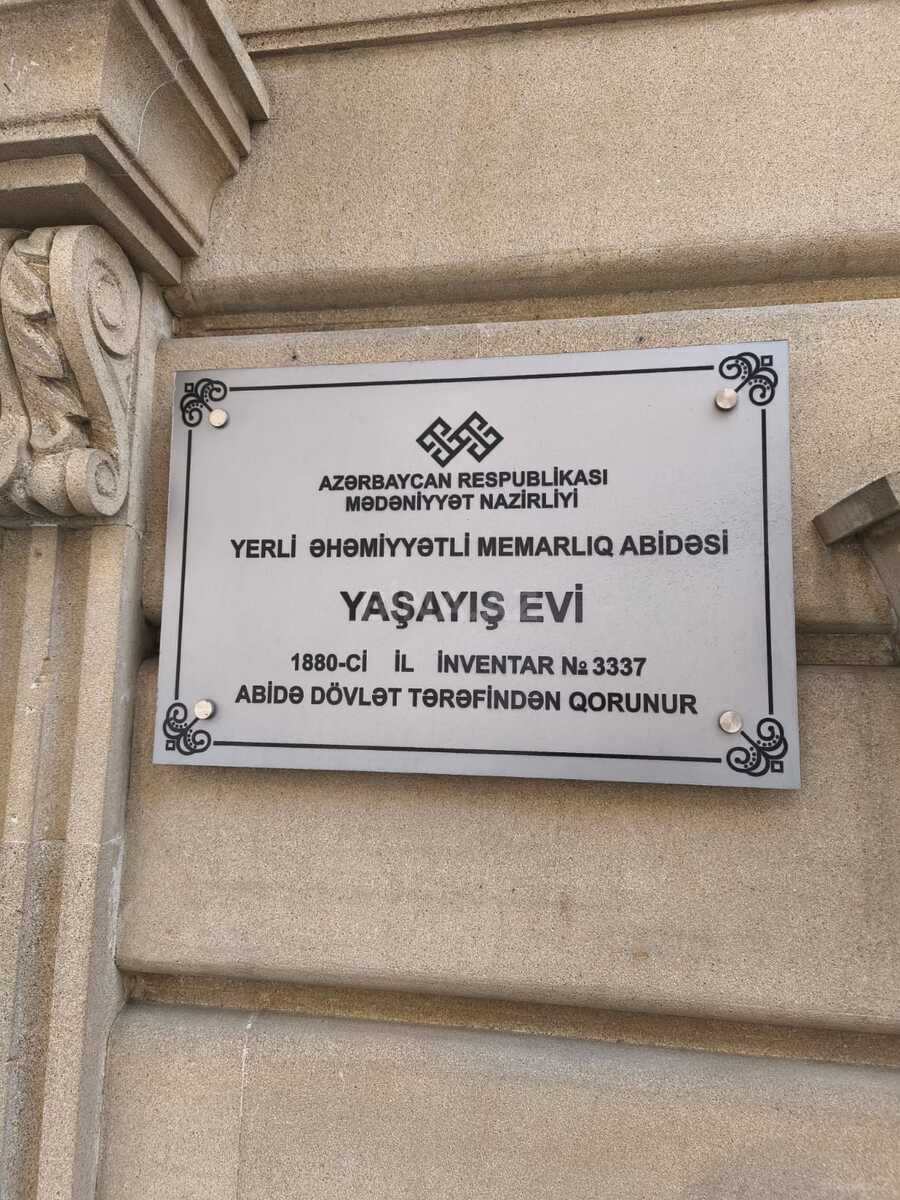 AZƏRBAYCAN RESPUBLİKASI
MƏDƏNİYYƏT NAZİRLİYİ
YERLİ ƏHƏMİYYƏTLİ MEMARLIQ ABİDƏSİ
YAŞAYIŞ EVİ
1880-Cİ İL İNVENTAR № 3337
ABİDƏ DÖVLƏT TƏRƏFİNDƏN QORUNUR